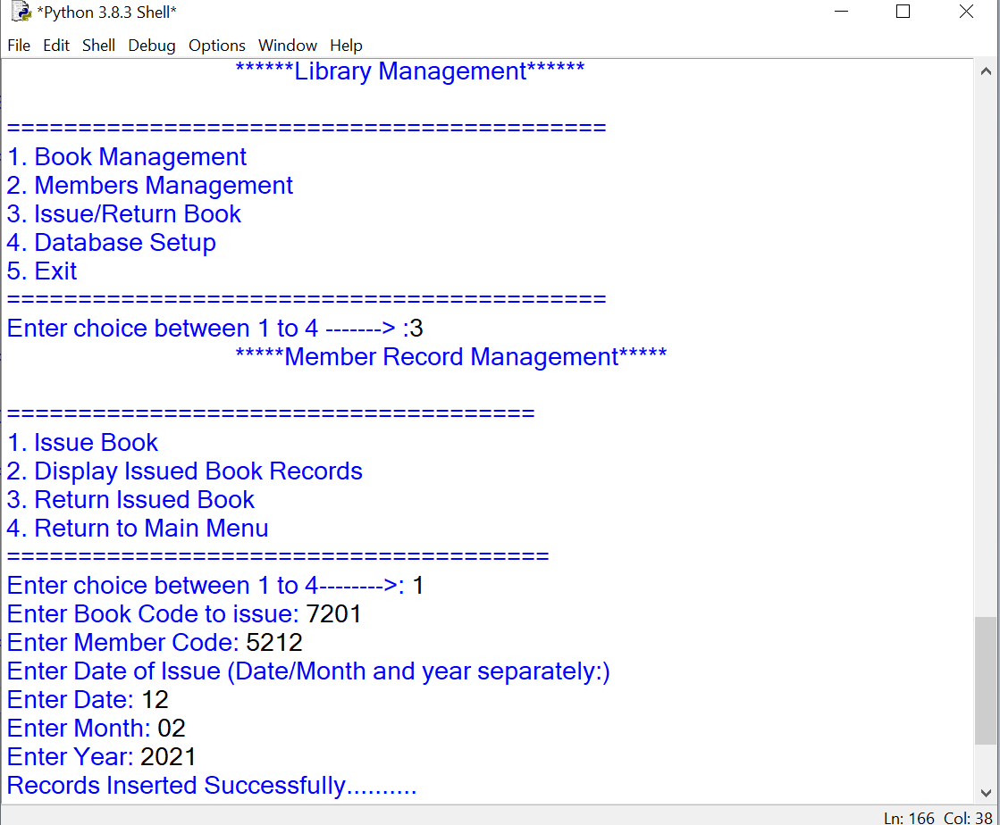 *Python 3.8.3 Shell*
File Edit Shell Debug Options Window Help
******Library Management******
==========================================
1. Book Management
2. Members Management
3. Issue/Return Book
4. Database Setup
5. Exit
==========================================
Enter choice between 1 to 4 -------> :3
*****Member Record Management*****
=====================================
1. Issue Book
2. Display Issued Book Records
3. Return Issued Book
4. Return to Main Menu
======================================
Enter choice between 1 to 4-------->: 1
Enter Book Code to issue: 7201
Enter Member Code: 5212
Enter Date of Issue (Date/Month and year separately:)
Enter Date: 12
Enter Month: 02
Enter Year: 2021
Records Inserted Successfully..........
Ln: 166 Col: 38